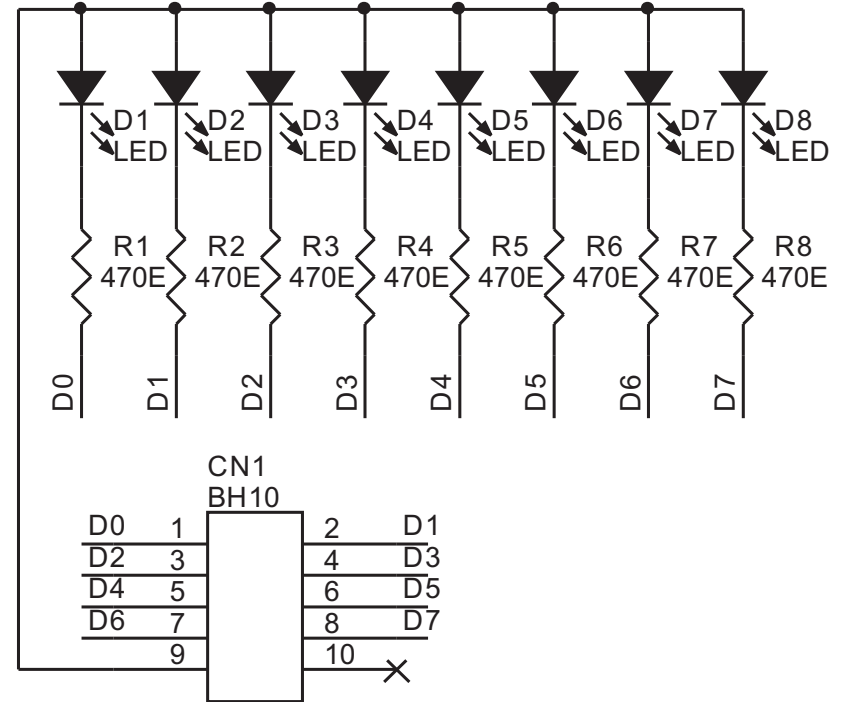 D1 D2 D3 D4 D5 D6 D7 D8
LED LED LED LED LED LED LED LED
R1 R2 R3 R4 R5 R6 R7 R8
470E 470E 470E 470E 470E 470E 470E 470E
D0 D1 D2 D3 D4 D5 D6 D7
CN1
BH10
D0 1 2 D1
D2 3 4 D3
D4 5 6 D5
D6 7 8 D7
9 10